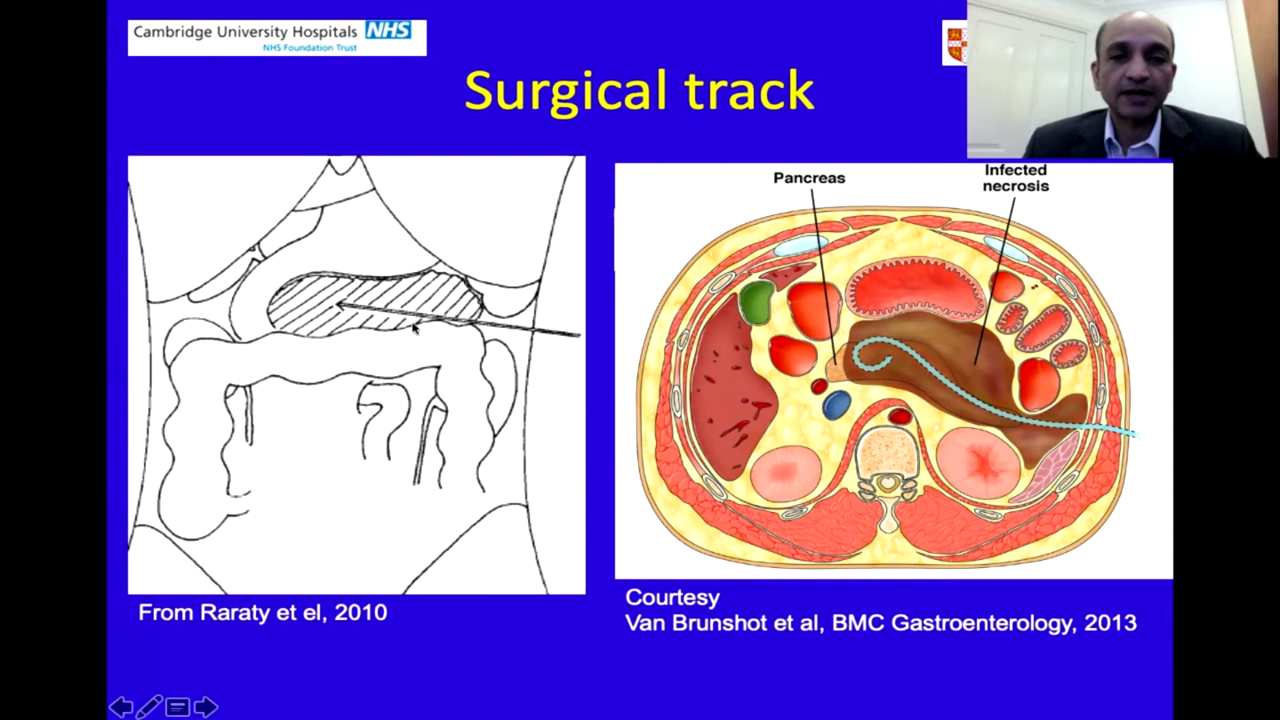 Cambridge University Hospitals NHS
NHS Foundation Trust
Surgical track
Pancreas
Infected
necrosis
From Raraty et el, 2010
Courtesy
Van Brunshot et al, BMC Gastroenterology, 2013